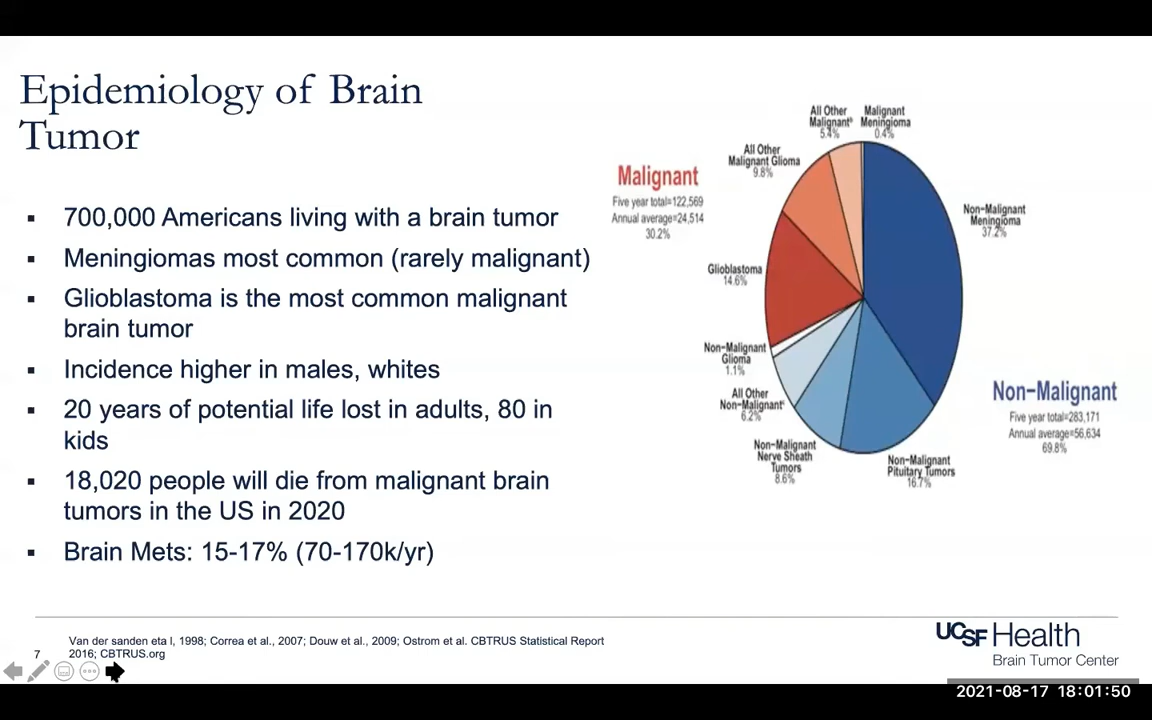 Epidemiology of Brain
Tumor
▪ 700,000 Americans living with a brain tumor
▪ Meningiomas most common (rarely malignant)
▪ Glioblastoma is the most common malignant
brain tumor
▪ Incidence higher in males, whites
▪ 20 years of potential life lost in adults, 80 in
kids
▪ 18,020 people will die from malignant brain
tumors in the US in 2020
▪ Brain Mets: 15-17% (70-170k/yr)
Malignant
Five year total=122,569
Annual average=24,514
30.2%
All Other
Malignant⁵
5.4%
Malignant
Meningioma
0.4%
All Other
Malignant Glioma
9.8%
Non-Malignant
Meningioma
37.2%
Glioblastoma
14.6%
Non-Malignant
Glioma
1.1%
All Other
Non-Malignant
6.2%
Non-Malignant
Nerve Sheath
Tumors
8.6%
Non-Malignant
Pituitary Tumors
16.7%
Non-Malignant
Five year total=283,171
Annual average=56,634
69.8%
Van der sanden eta l, 1998; Correa et al., 2007; Douw et al., 2009; Ostrom et al. CBTRUS Statistical Report
2016; CBTRUS.org
7
UCSF Health
Brain Tumor Center
2021-08-17 18:01:50